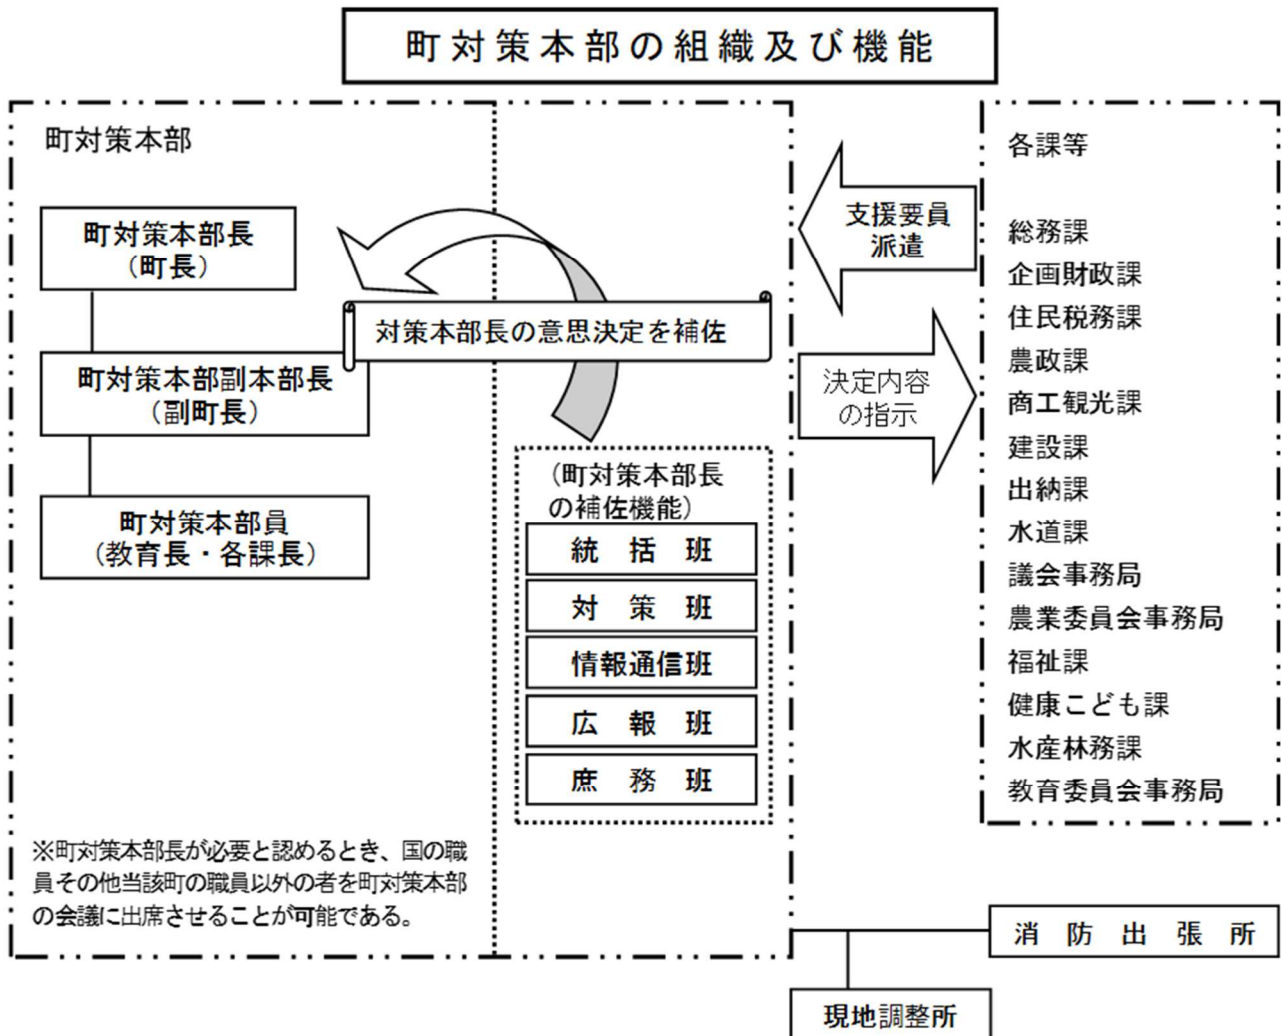 町対策本部の組織及び機能
町対策本部
町対策本部長
（町長）
町対策本部副本部長
（副町長）
町対策本部員
（教育長・各課長）
※町対策本部長が必要と認めるとき、国の職
員その他当該町の職員以外の者を町対策本部
の会議に出席させることが可能である。
対策本部長の意思決定を補佐
（町対策本部長
の補佐機能）
統括班
対策班
情報通信班
広報班
庶務班
支援要員
派遣
決定内容
の指示
各課等
総務課
企画財政課
住民税務課
農政課
商工観光課
建設課
出納課
水道課
議会事務局
農業委員会事務局
福祉課
健康こども課
水産林務課
教育委員会事務局
消防出張所
現地調整所